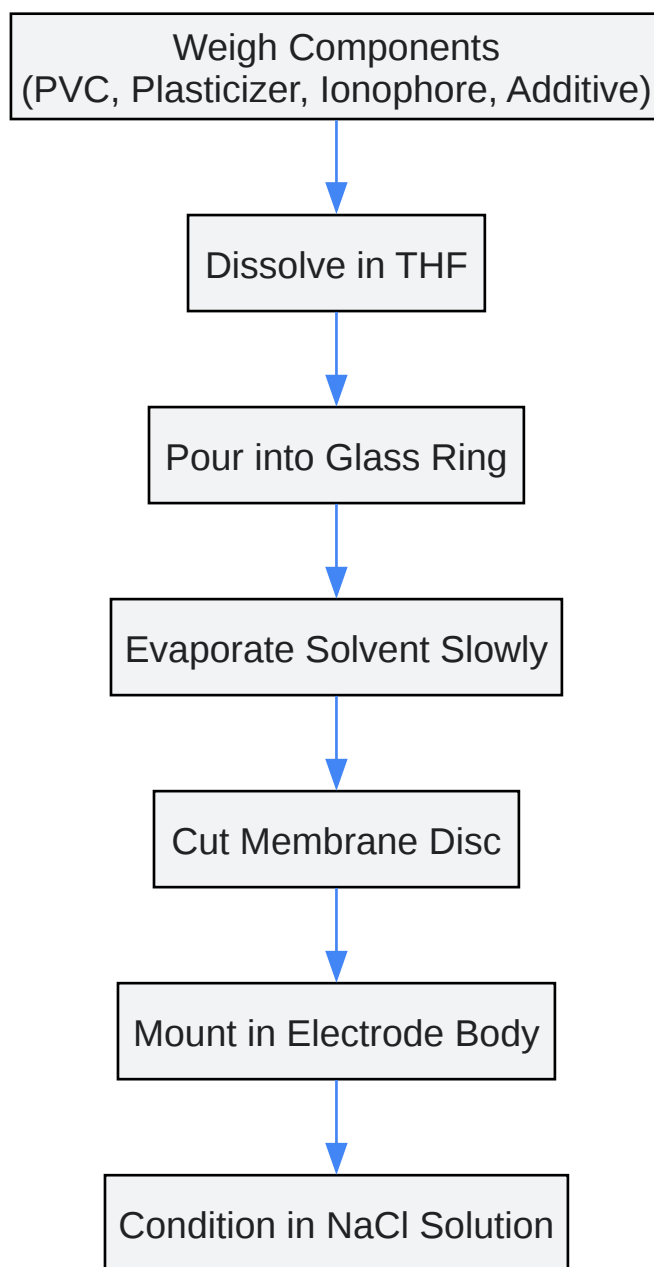 Weigh Components
(PVC, Plasticizer, Ionophore, Additive)
Dissolve in THF
Pour into Glass Ring
Evaporate Solvent Slowly
Cut Membrane Disc
Mount in Electrode Body
Condition in NaCl Solution